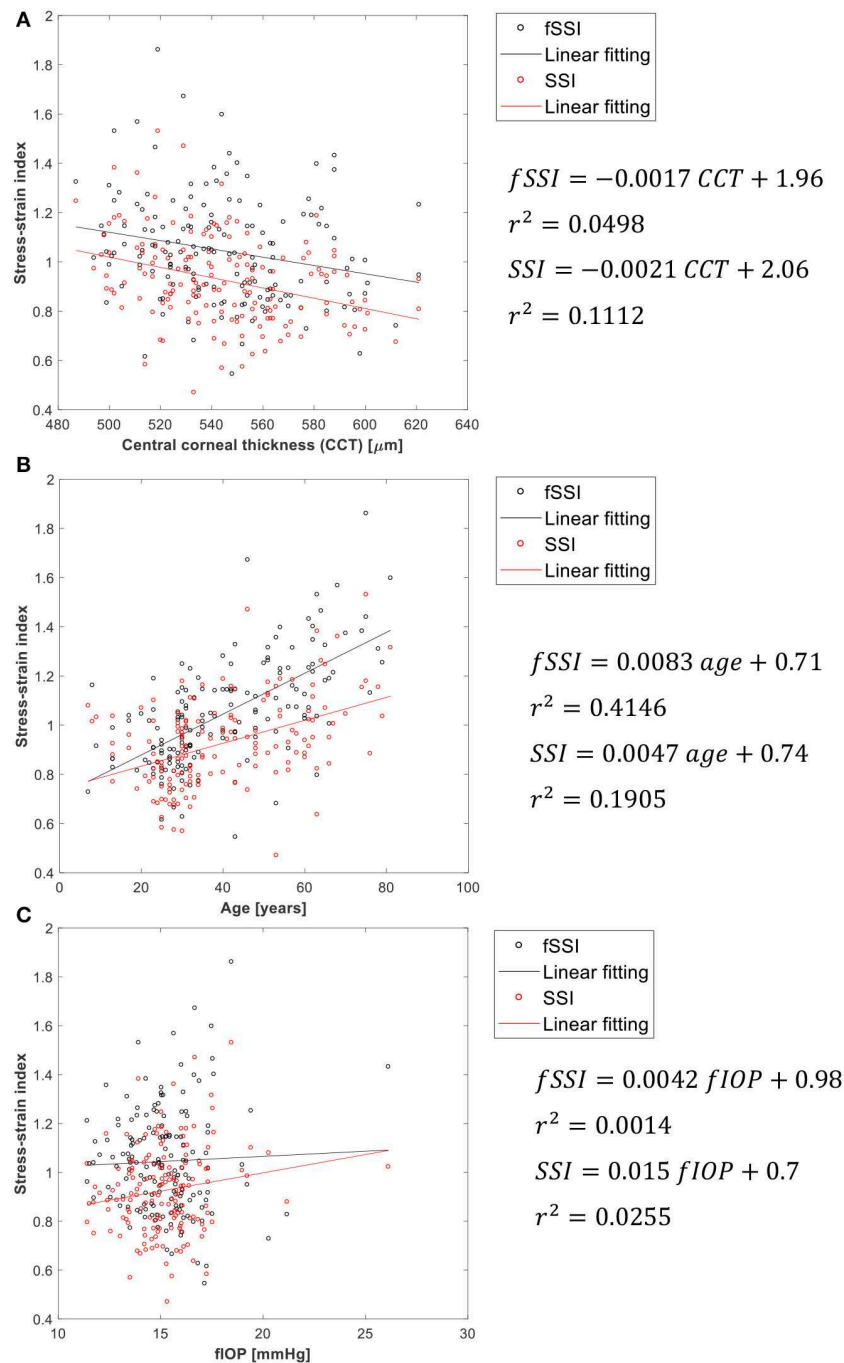 A
2
1.8
1.6
1.4
1.2
1
0.8
0.6
0.4
480 500 520 540 560 580 600 620 640
Stress-strain index
Central corneal thickness (CCT) [μm]
fSSI
Linear fitting
SSI
Linear fitting
fSSI = −0.0017 CCT + 1.96
r² = 0.0498
SSI = −0.0021 CCT + 2.06
r² = 0.1112
B
2
1.8
1.6
1.4
1.2
1
0.8
0.6
0.4
0 20 40 60 80 100
Stress-strain index
Age [years]
fSSI
Linear fitting
SSI
Linear fitting
fSSI = 0.0083 age + 0.71
r² = 0.4146
SSI = 0.0047 age + 0.74
r² = 0.1905
C
2
1.8
1.6
1.4
1.2
1
0.8
0.6
0.4
10 15 20 25 30
Stress-strain index
fIOP [mmHg]
fSSI
Linear fitting
SSI
Linear fitting
fSSI = 0.0042 fIOP + 0.98
r² = 0.0014
SSI = 0.015 fIOP + 0.7
r² = 0.0255